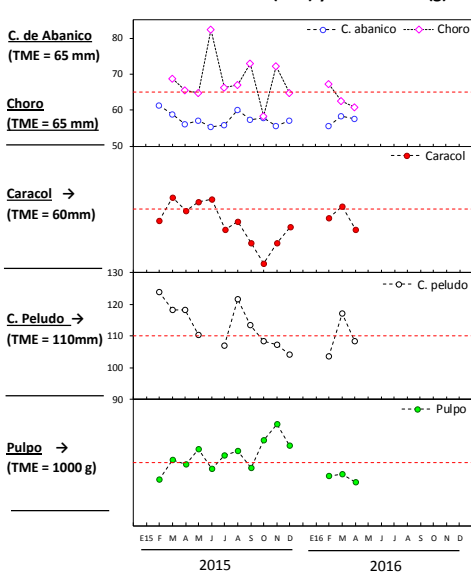 C. de Abanico
(TME = 65 mm)
Choro
(TME = 65 mm)
Caracol →
(TME = 60mm)
C. Peludo →
(TME = 110mm)
Pulpo →
(TME = 1000 g)
80
70
60
50
C. abanico
Choro
Caracol
130
120
110
100
90
C. peludo
Pulpo
E15 F M A M J J A S O N D E16 F M A M J J A S O N D
2015
2016